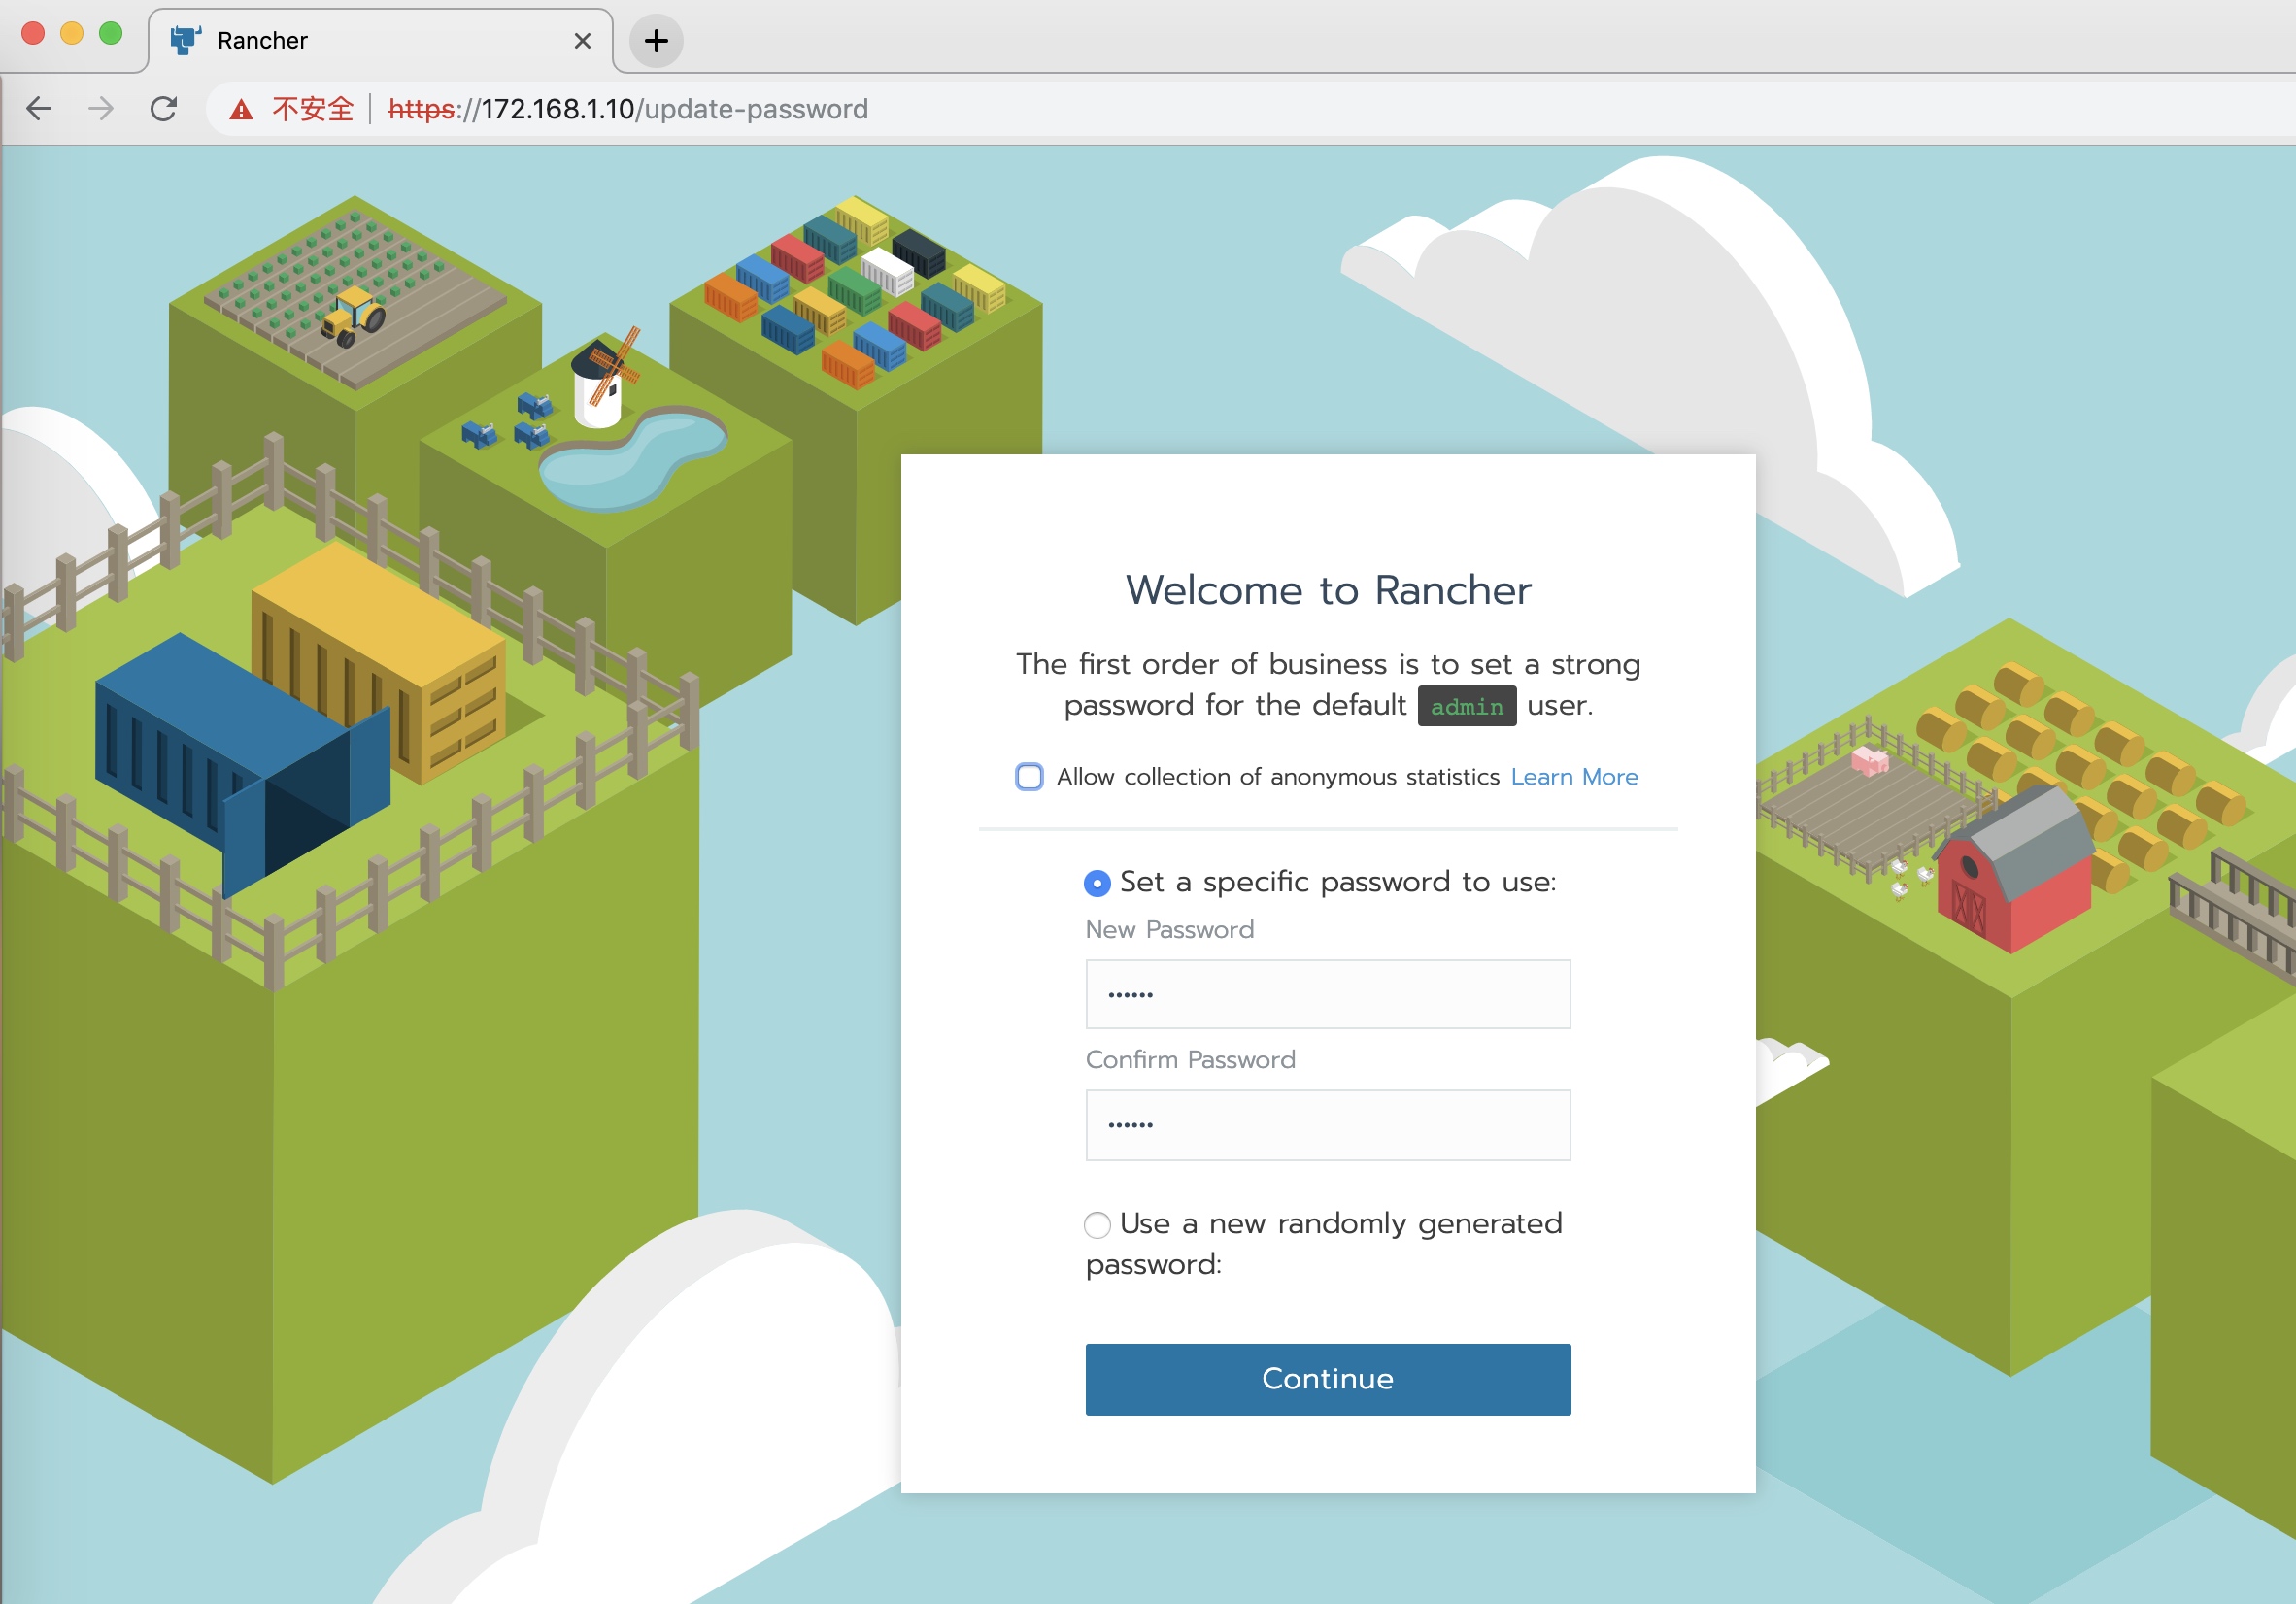 Rancher
不安全 https://172.168.1.10/update-password
Welcome to Rancher
The first order of business is to set a strong
password for the default admin user.
Allow collection of anonymous statistics Learn More
Set a specific password to use:
New Password
••••••
Confirm Password
••••••
Use a new randomly generated
password:
Continue